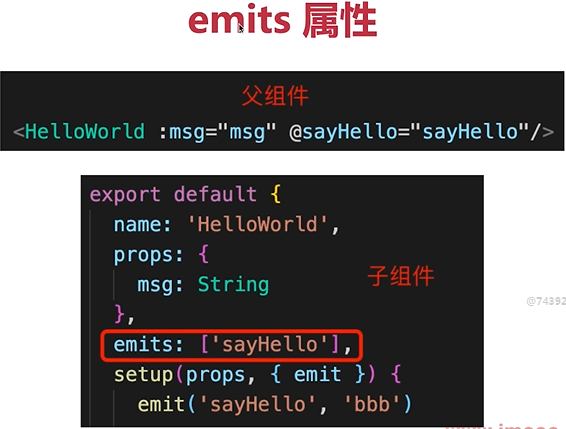 emits 属性
父组件
<HelloWorld :msg="msg" @sayHello="sayHello"/>
export default {
name: 'HelloWorld',
props: {
msg: String
子组件
},
emits: ['sayHello'],
setup(props, { emit }) {
emit('sayHello', 'bbb')
@74392